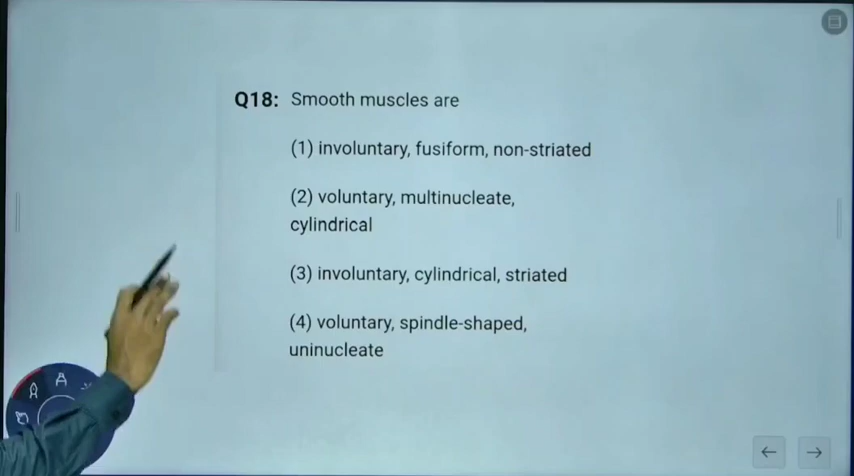 Q18: Smooth muscles are
(1) involuntary, fusiform, non-striated
(2) voluntary, multinucleate,
cylindrical
(3) involuntary, cylindrical, striated
(4) voluntary, spindle-shaped,
uninucleate